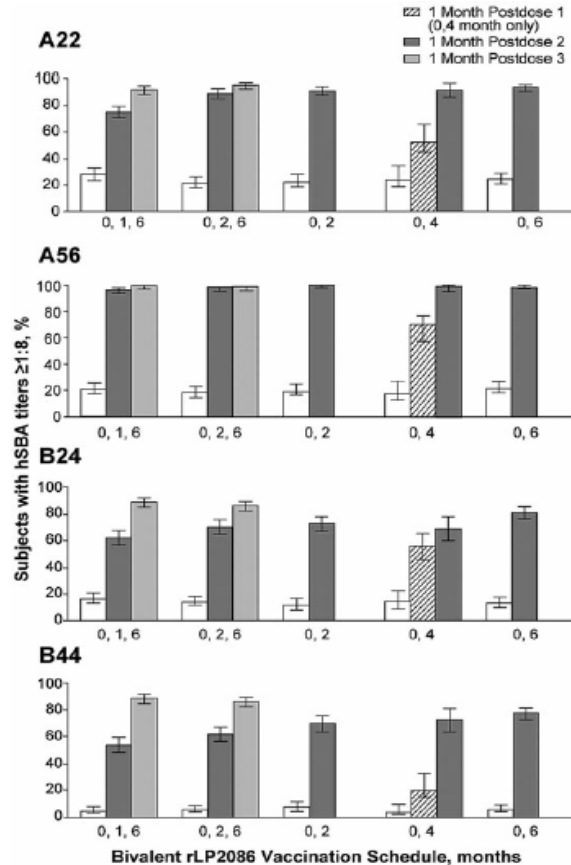 1 Month Postdose 1
(0,4 month only)
1 Month Postdose 2
1 Month Postdose 3
A22
100
80
60
40
20
0
0, 1, 6
0, 2, 6
0, 2
0, 4
0, 6
A56
100
80
60
40
20
0
0, 1, 6
0, 2, 6
0, 2
0, 4
0, 6
B24
100
80
60
40
20
0
0, 1, 6
0, 2, 6
0, 2
0, 4
0, 6
B44
100
80
60
40
20
0
0, 1, 6
0, 2, 6
0, 2
0, 4
0, 6
Subjects with hSBA titers ≥1:8, %
Bivalent rLP2086 Vaccination Schedule, months